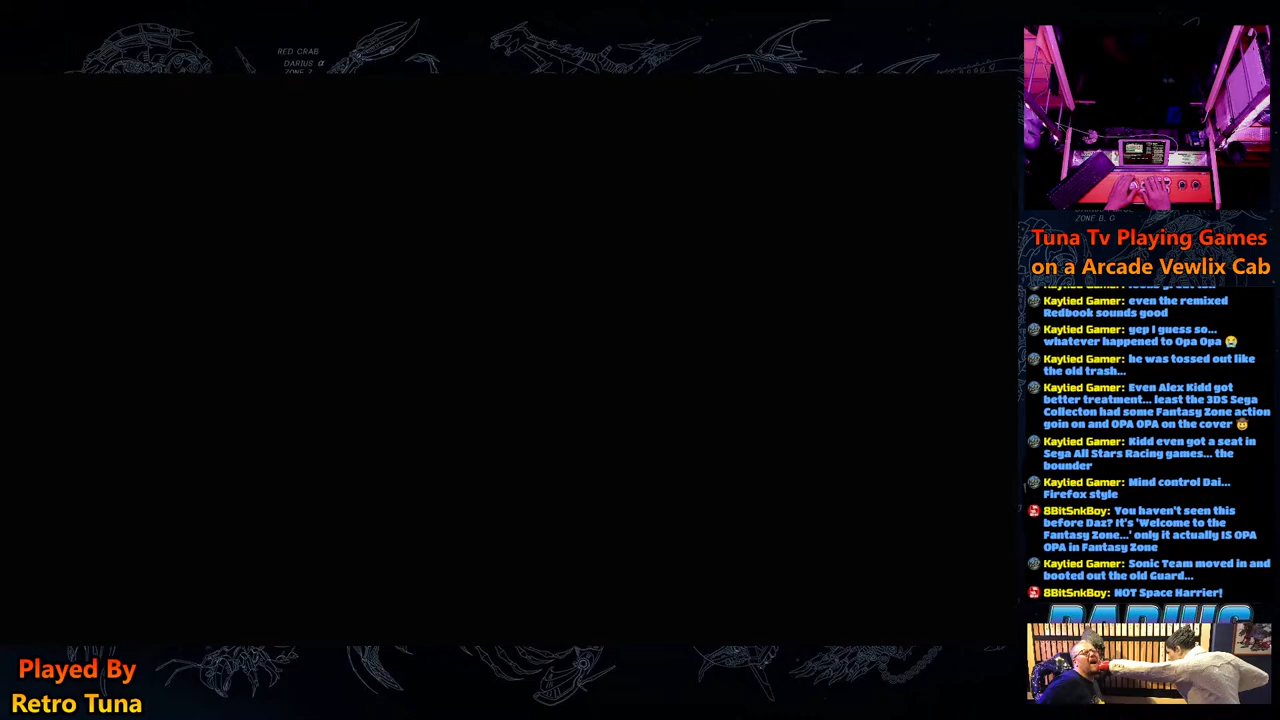 RED CRAB
DARIUS α
ZONE Z
ZONE B, G
Tuna Tv Playing Games
on a Arcade Vewlix Cab
Kaylied Gamer:
Kaylied Gamer: even the remixed
Redbook sounds good
Kaylied Gamer: yep I guess so...
whatever happened to Opa Opa 😭
Kaylied Gamer: he was tossed out like
the old trash...
Kaylied Gamer: Even Alex Kidd got
better treatment... least the 3DS Sega
Collecton had some Fantasy Zone action
goin on and OPA OPA on the cover 🤠
Kaylied Gamer: Kidd even got a seat in
Sega All Stars Racing games... the
bounder
Kaylied Gamer: Mind control Dai...
Firefox style
8BitSnkBoy: You haven't seen this
before Daz? It's 'Welcome to the
Fantasy Zone...' only it actually IS OPA
OPA in Fantasy Zone
Kaylied Gamer: Sonic Team moved in and
booted out the old Guard...
8BitSnkBoy: NOT Space Harrier!
DARIUS
Played By
Retro Tuna